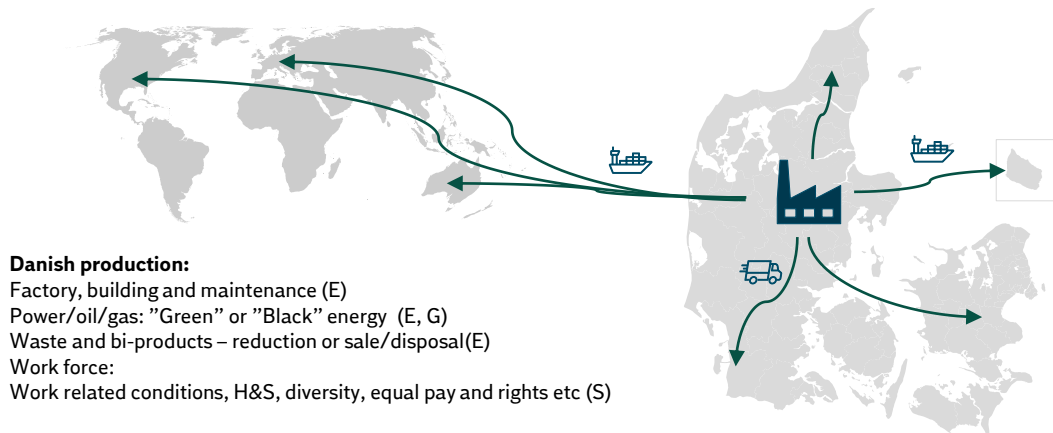 Danish production:
Factory, building and maintenance (E)
Power/oil/gas: ”Green” or ”Black” energy  (E, G)
Waste and bi-products – reduction or sale/disposal(E)
Work force:
Work related conditions, H&S, diversity, equal pay and rights etc (S)